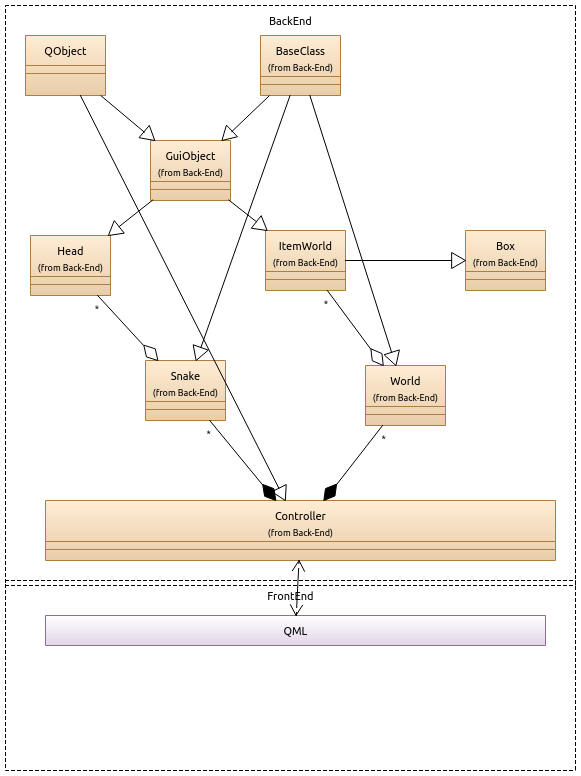 BackEnd
QObject
BaseClass
(from Back-End)
GuiObject
(from Back-End)
Head
(from Back-End)
ItemWorld
(from Back-End)
Box
(from Back-End)
*
*
Snake
(from Back-End)
World
(from Back-End)
*
*
Controller
(from Back-End)
FrontEnd
QML